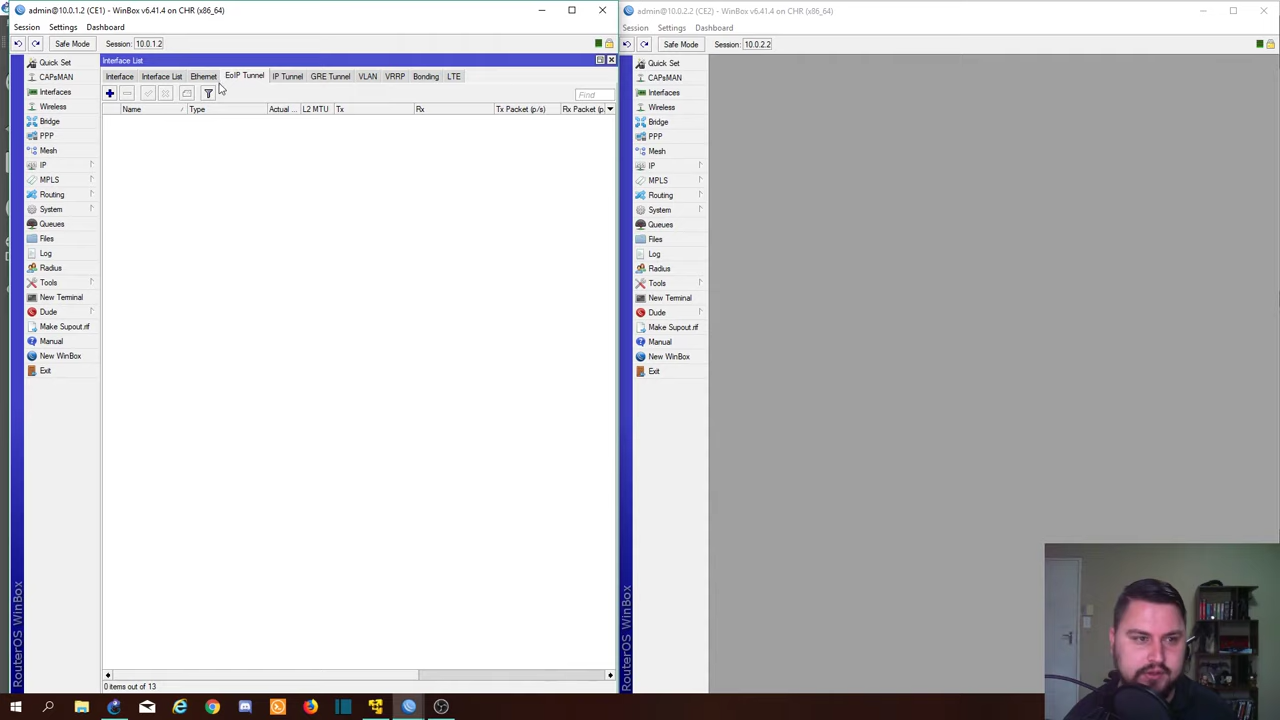 admin@10.0.1.2 (CE1) - WinBox v6.41.4 on CHR (x86_64)
Session Settings Dashboard
Safe Mode Session: 10.0.1.2
Interface List
Interface Interface List Ethernet EoIP Tunnel IP Tunnel GRE Tunnel VLAN VRRP Bonding LTE
Find
Name / Type Actual ... L2 MTU Tx Rx Tx Packet (p/s) Rx Packet (p.
Quick Set
CAPsMAN
Interfaces
Wireless
Bridge
PPP
Mesh
IP
MPLS
Routing
System
Queues
Files
Log
Radius
Tools
New Terminal
Dude
Make Supout.rif
Manual
New WinBox
Exit
RouterOS WinBox
0 items out of 13
admin@10.0.2.2 (CE2) - WinBox v6.41.4 on CHR (x86_64)
Session Settings Dashboard
Safe Mode Session: 10.0.2.2
Quick Set
CAPsMAN
Interfaces
Wireless
Bridge
PPP
Mesh
IP
MPLS
Routing
System
Queues
Files
Log
Radius
Tools
New Terminal
Dude
Make Supout.rif
Manual
New WinBox
Exit
RouterOS WinBox